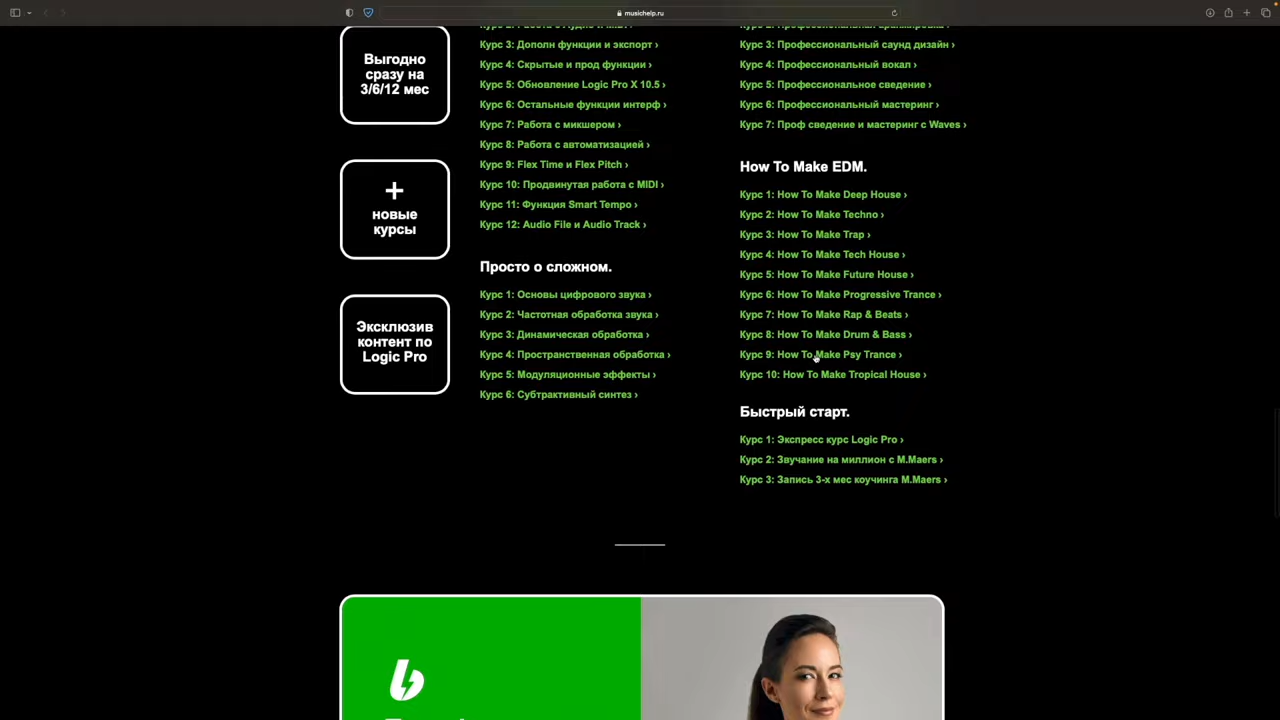 musichelp.ru
Выгодно
сразу на
3/6/12 мес
+
новые
курсы
Эксклюзив
контент по
Logic Pro
Курс 3: Дополн функции и экспорт ›
Курс 4: Скрытые и прод функции ›
Курс 5: Обновление Logic Pro X 10.5 ›
Курс 6: Остальные функции интерф ›
Курс 7: Работа с микшером ›
Курс 8: Работа с автоматизацией ›
Курс 9: Flex Time и Flex Pitch ›
Курс 10: Продвинутая работа с MIDI ›
Курс 11: Функция Smart Tempo ›
Курс 12: Audio File и Audio Track ›
Просто о сложном.
Курс 1: Основы цифрового звука ›
Курс 2: Частотная обработка звука ›
Курс 3: Динамическая обработка ›
Курс 4: Пространственная обработка ›
Курс 5: Модуляционные эффекты ›
Курс 6: Субтрактивный синтез ›
Курс 3: Профессиональный саунд дизайн ›
Курс 4: Профессиональный вокал ›
Курс 5: Профессиональное сведение ›
Курс 6: Профессиональный мастеринг ›
Курс 7: Проф сведение и мастеринг с Waves ›
How To Make EDM.
Курс 1: How To Make Deep House ›
Курс 2: How To Make Techno ›
Курс 3: How To Make Trap ›
Курс 4: How To Make Tech House ›
Курс 5: How To Make Future House ›
Курс 6: How To Make Progressive Trance ›
Курс 7: How To Make Rap & Beats ›
Курс 8: How To Make Drum & Bass ›
Курс 9: How To Make Psy Trance ›
Курс 10: How To Make Tropical House ›
Быстрый старт.
Курс 1: Экспресс курс Logic Pro ›
Курс 2: Звучание на миллион с M.Maers ›
Курс 3: Запись 3-х мес коучинга M.Maers ›